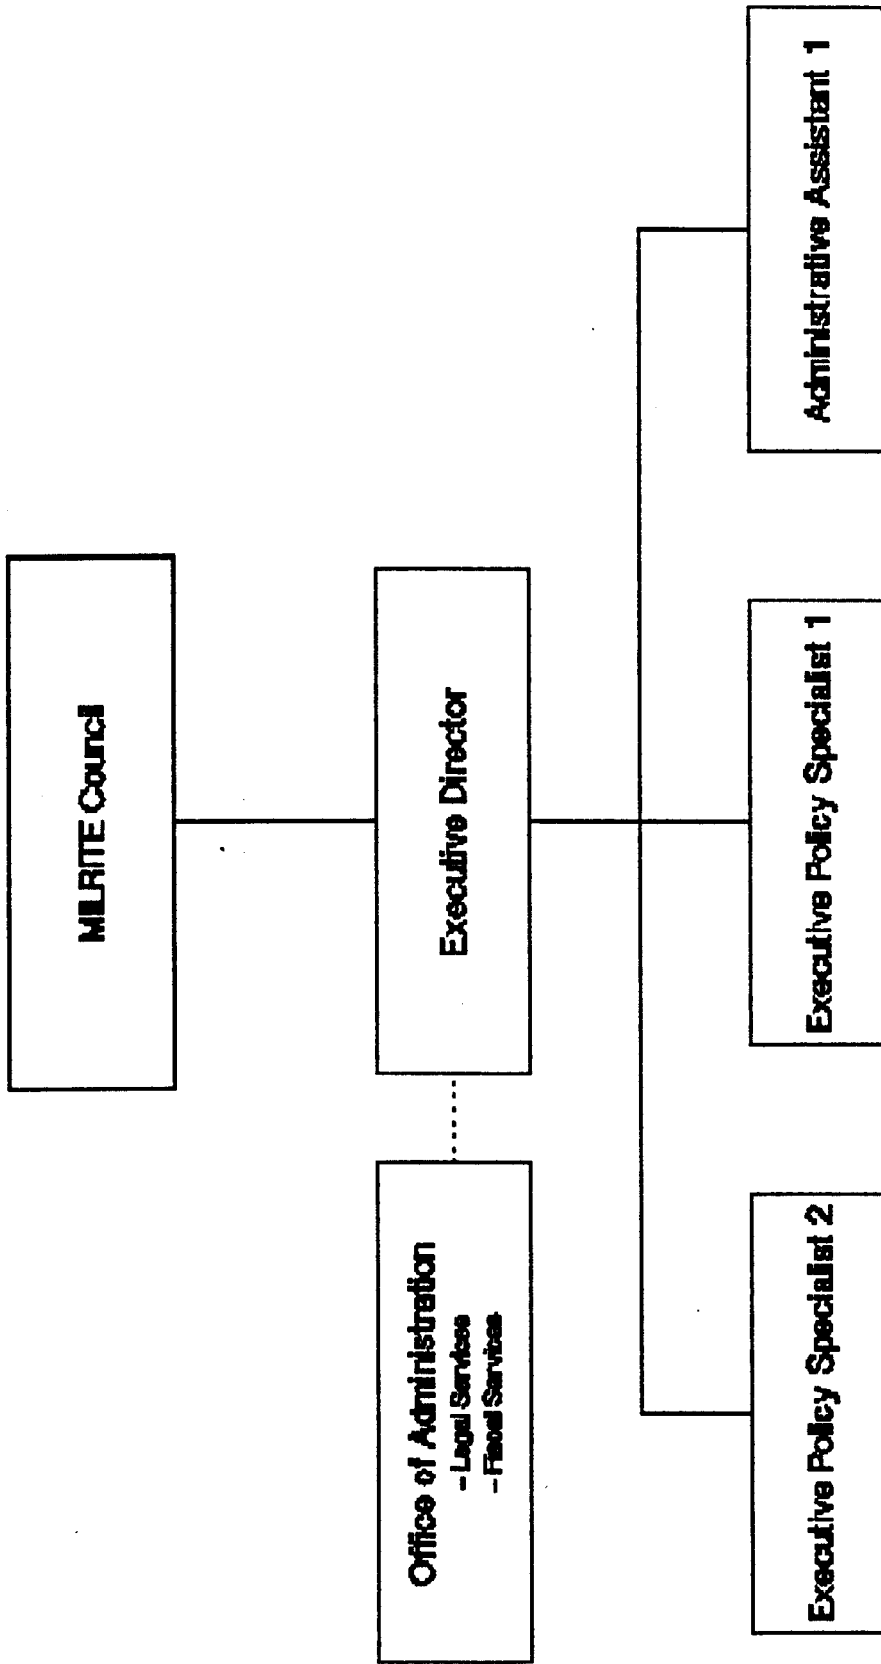 MILRITE Council
Office of Administration
- Legal Services
- Fiscal Services
Executive Director
Executive Policy Specialist 2
Executive Policy Specialist 1
Administrative Assistant 1